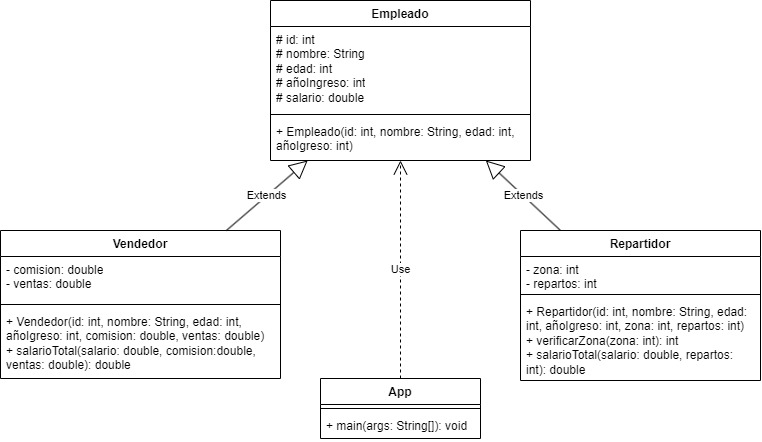 Empleado
# id: int
# nombre: String
# edad: int
# añoIngreso: int
# salario: double
+ Empleado(id: int, nombre: String, edad: int,
añoIgreso: int)
Extends
Extends
Vendedor
- comision: double
- ventas: double
+ Vendedor(id: int, nombre: String, edad: int,
añoIgreso: int, comision: double, ventas: double)
+ salarioTotal(salario: double, comision:double,
ventas: double): double
Use
Repartidor
- zona: int
- repartos: int
+ Repartidor(id: int, nombre: String, edad:
int, añoIgreso: int, zona: int, repartos: int)
+ verificarZona(zona: int): int
+ salarioTotal(salario: double, repartos:
int): double
App
+ main(args: String[]): void